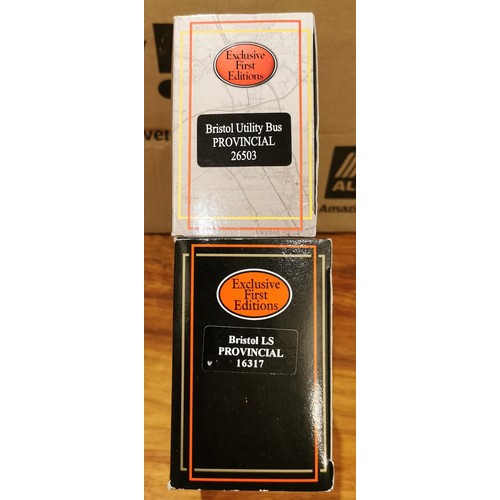 Exclusive
First
Editions
Bristol Utility Bus
PROVINCIAL
26503
Exclusive
First
Editions
Bristol LS
PROVINCIAL
16317